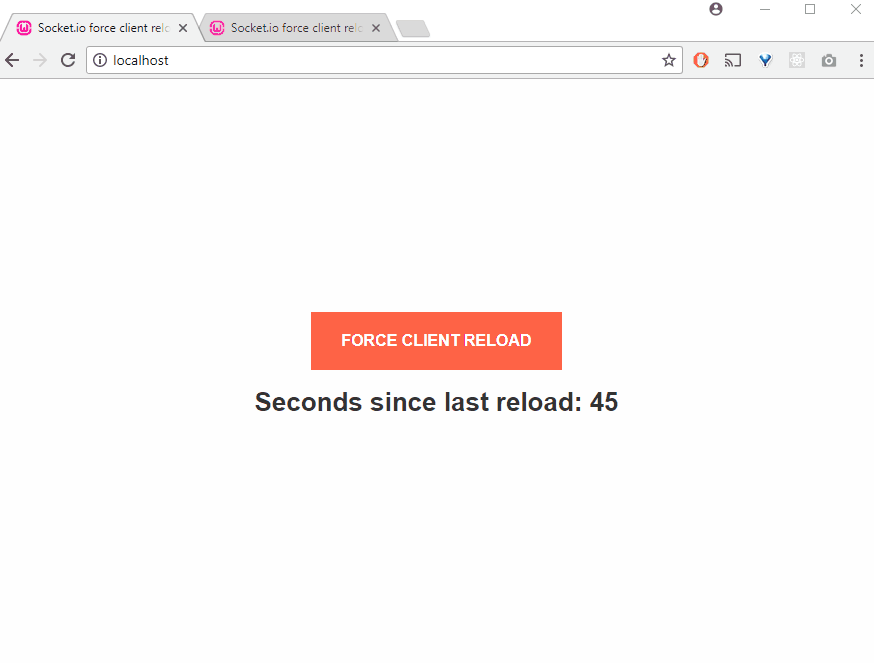 Socket.io force client relo
Socket.io force client relo
localhost
FORCE CLIENT RELOAD
Seconds since last reload: 45